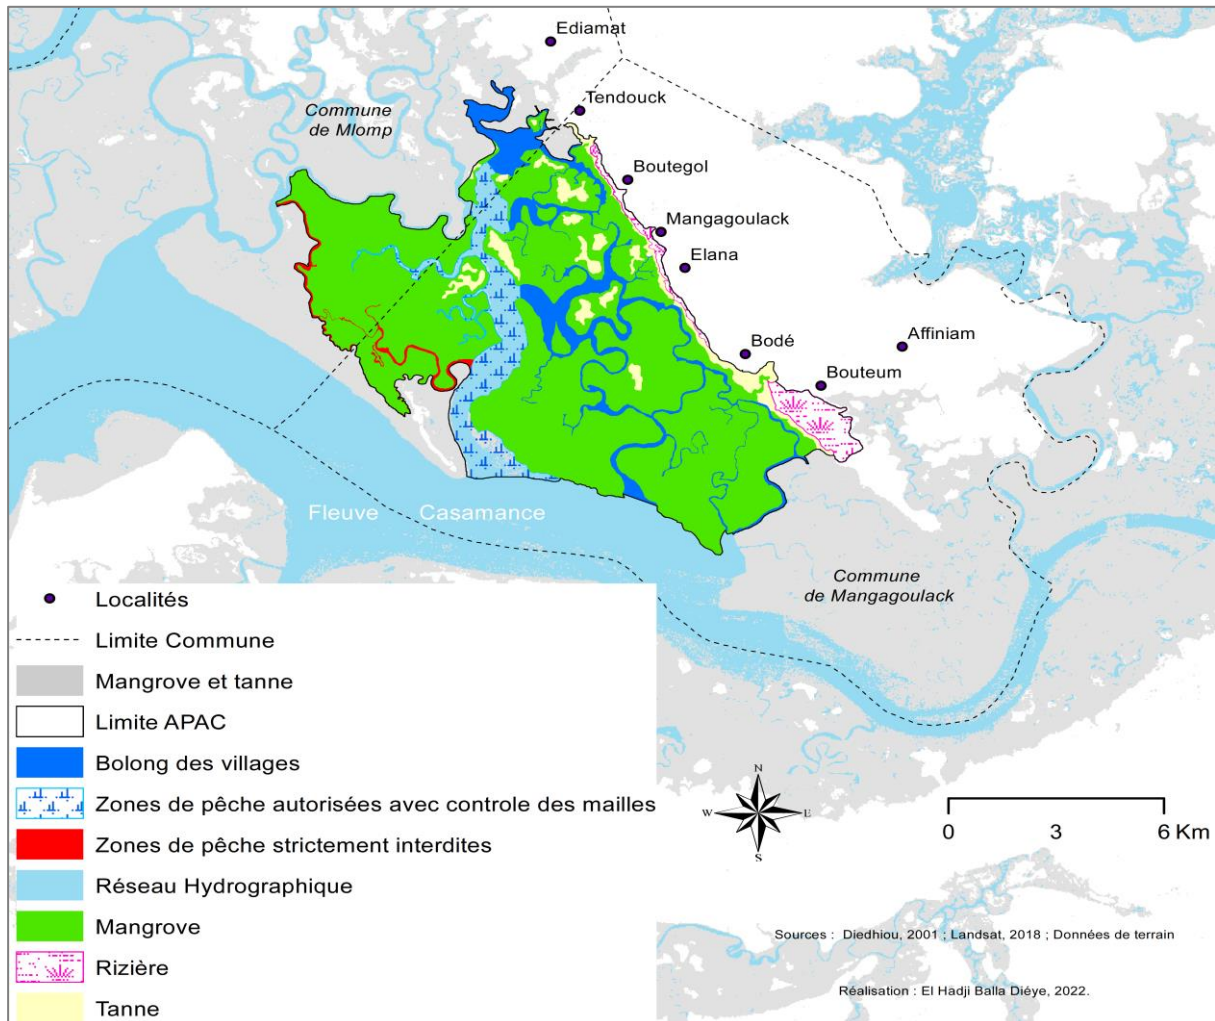 Ediamat
Tendouck
Commune
de Mlomp
Boutegol
Mangagoulack
Elana
Bodé
Affiniam
Bouteum
Fleuve Casamance
Commune
de Mangagoulack
Localités
Limite Commune
Mangrove et tanne
Limite APAC
Bolong des villages
Zones de pêche autorisées avec controle des mailles
Zones de pêche strictement interdites
Réseau Hydrographique
Mangrove
Rizière
Tanne
N
W E
S
0 3 6 Km
Sources : Diedhiou, 2001 ; Landsat, 2018 ; Données de terrain
Réalisation : El Hadji Balla Diéye, 2022.